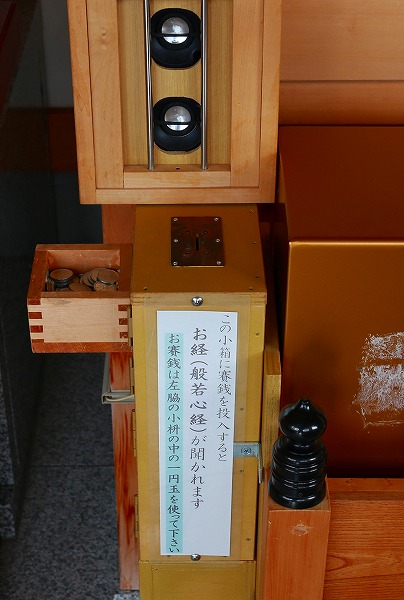 この小箱に賽銭を投入すると
お経(般若心経)が聞かれます
お賽銭は左脇の小枡の中の一円玉を使って下さい